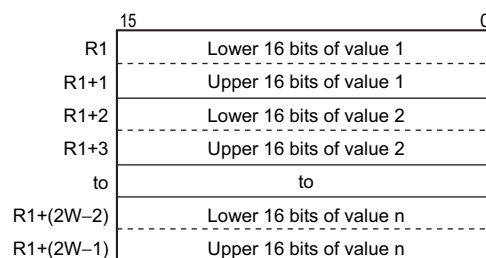 15 0
R1 Lower 16 bits of value 1
R1+1 Upper 16 bits of value 1
R1+2 Lower 16 bits of value 2
R1+3 Upper 16 bits of value 2
to to
R1+(2W−2) Lower 16 bits of value n
R1+(2W−1) Upper 16 bits of value n